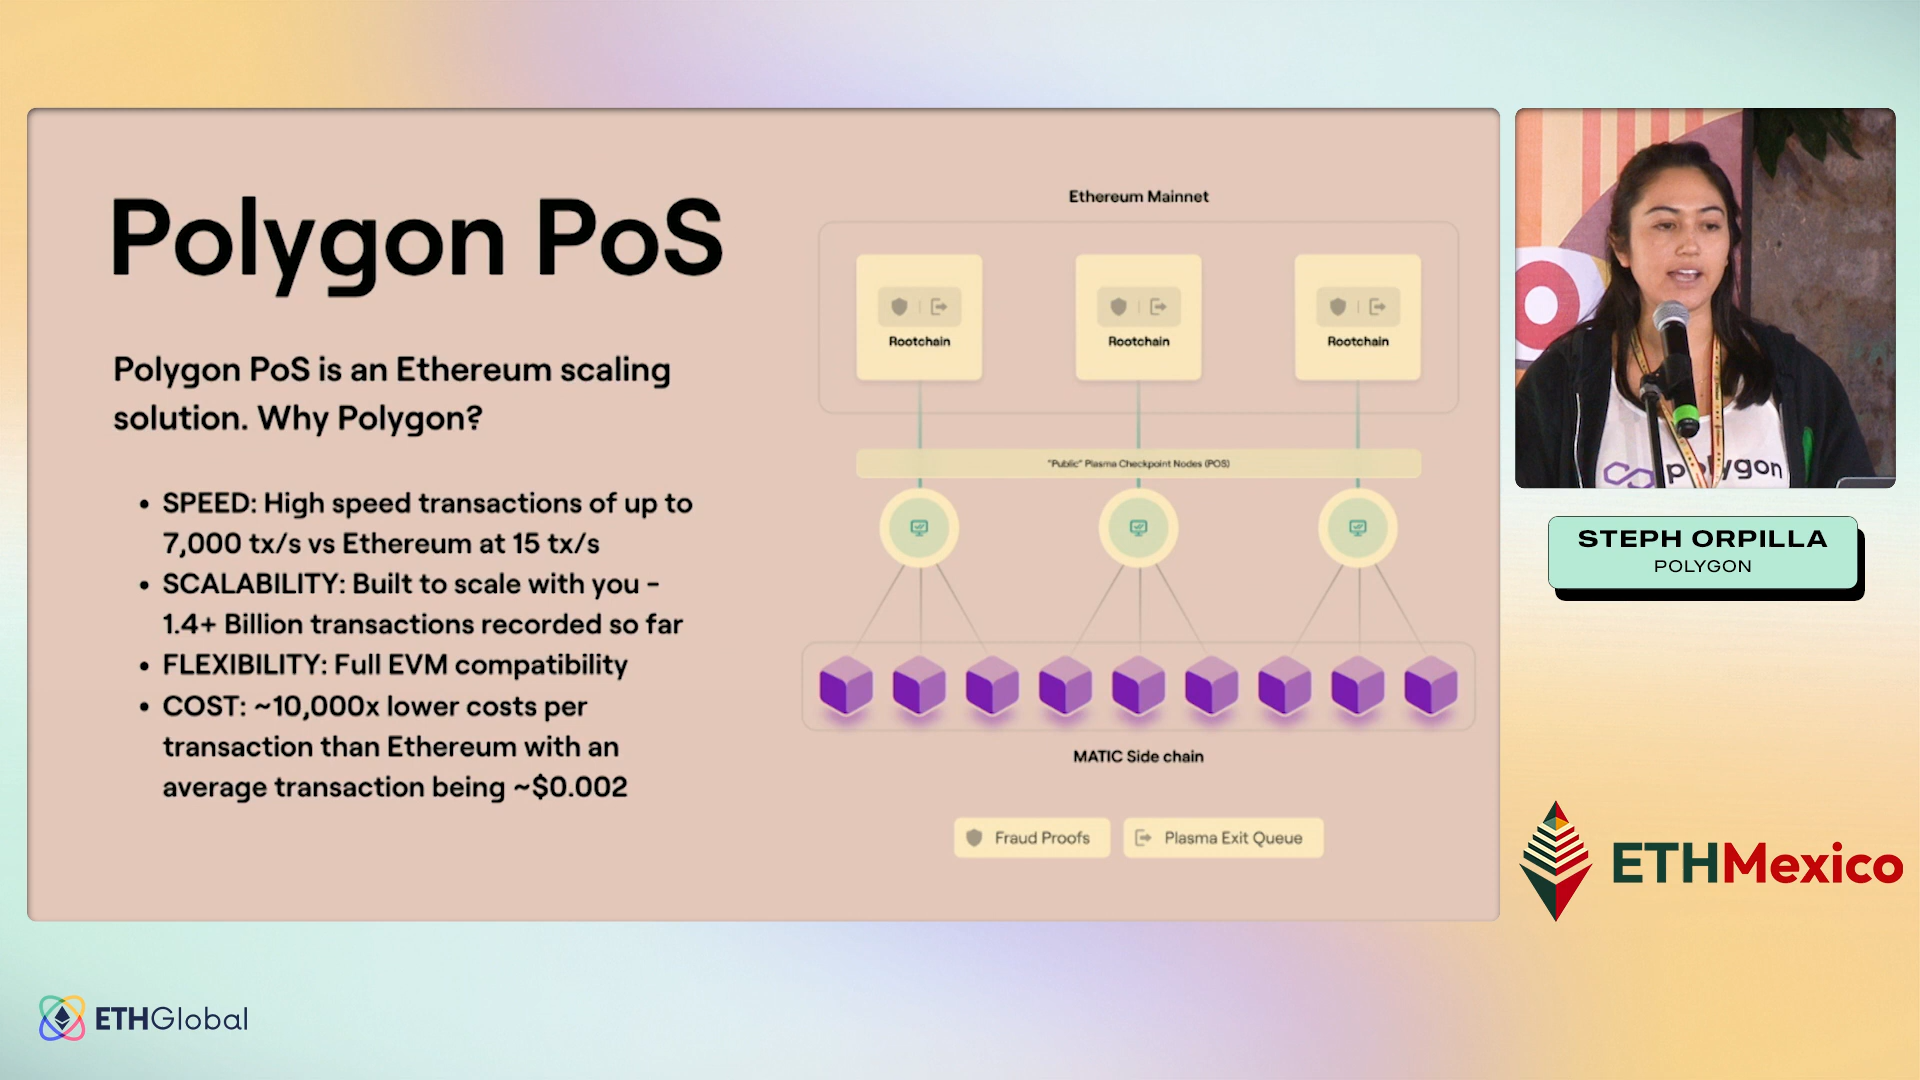 Polygon PoS
Polygon PoS is an Ethereum scaling
solution. Why Polygon?
• SPEED: High speed transactions of up to
7,000 tx/s vs Ethereum at 15 tx/s
• SCALABILITY: Built to scale with you -
1.4+ Billion transactions recorded so far
• FLEXIBILITY: Full EVM compatibility
• COST: ~10,000x lower costs per
transaction than Ethereum with an
average transaction being ~$0.002
Ethereum Mainnet
Rootchain
Rootchain
Rootchain
"Public" Plasma Checkpoint Nodes (POS)
MATIC Side chain
Fraud Proofs
Plasma Exit Queue
polygon
STEPH ORPILLA
POLYGON
ETHMexico
ETHGlobal